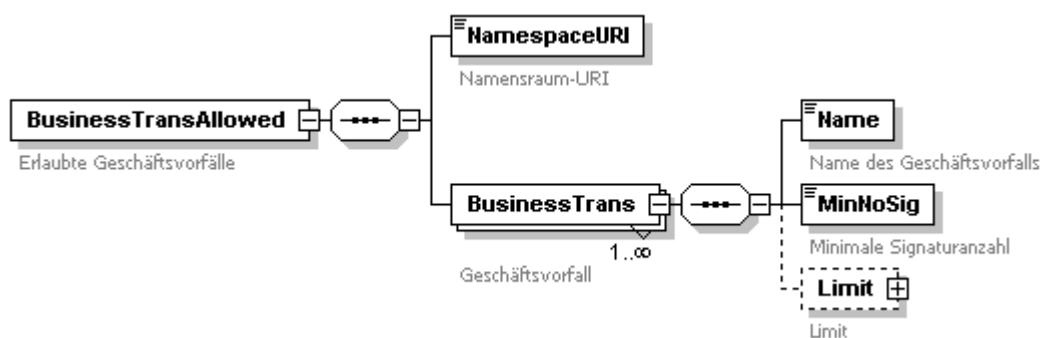 NamespaceURI
Namensraum-URI
BusinessTransAllowed
Erlaubte Geschäftsvorfälle
Name
Name des Geschäftsvorfalls
BusinessTrans
1..∞
Geschäftsvorfall
MinNoSig
Minimale Signaturanzahl
Limit
Limit